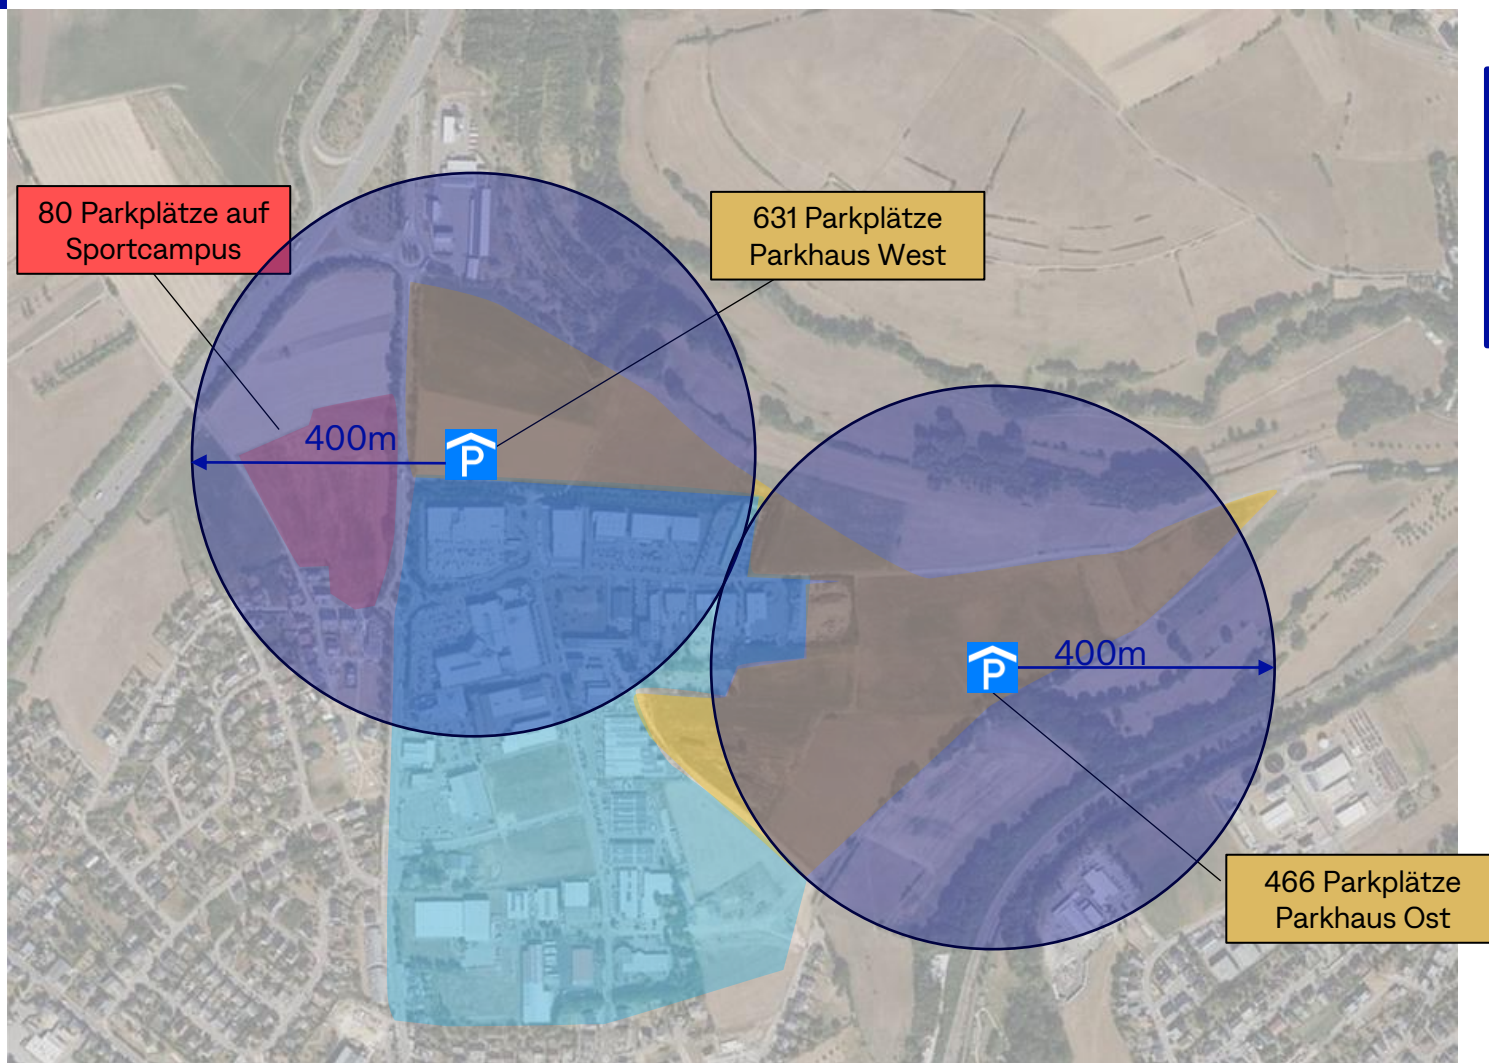 80 Parkplätze auf
Sportcampus
631 Parkplätze
Parkhaus West
400m
P
400m
P
466 Parkplätze
Parkhaus Ost